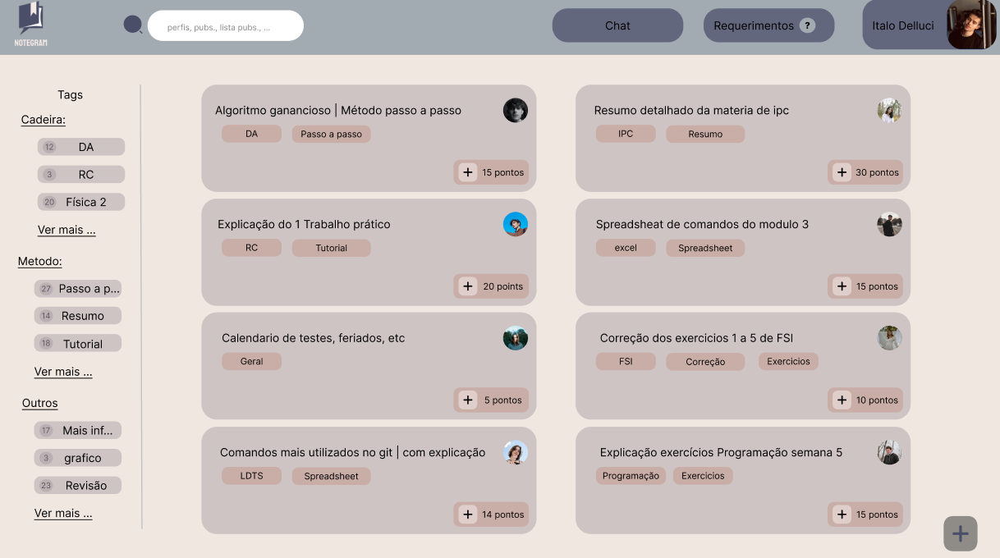 NOTEGRAM
perfis, pubs., lista pubs., ...
Chat
Requerimentos ?
Italo Delluci
Tags
Cadeira:
12 DA
3 RC
20 Física 2
Ver mais ...
Metodo:
27 Passo a p...
14 Resumo
18 Tutorial
Ver mais ...
Outros
17 Mais inf...
3 grafico
23 Revisão
Ver mais ...
Algoritmo ganancioso | Método passo a passo
DA Passo a passo
+ 15 pontos
Resumo detalhado da materia de ipc
IPC Resumo
+ 30 pontos
Explicação do 1 Trabalho prático
RC Tutorial
+ 20 points
Spreadsheat de comandos do modulo 3
excel Spreadsheet
+ 15 pontos
Calendario de testes, feriados, etc
Geral
+ 5 pontos
Correção dos exercicios 1 a 5 de FSI
FSI Correção Exercicios
+ 10 pontos
Comandos mais utilizados no git | com explicação
LDTS Spreadsheet
+ 14 pontos
Explicação exercícios Programação semana 5
Programação Exercicios
+ 15 pontos
+